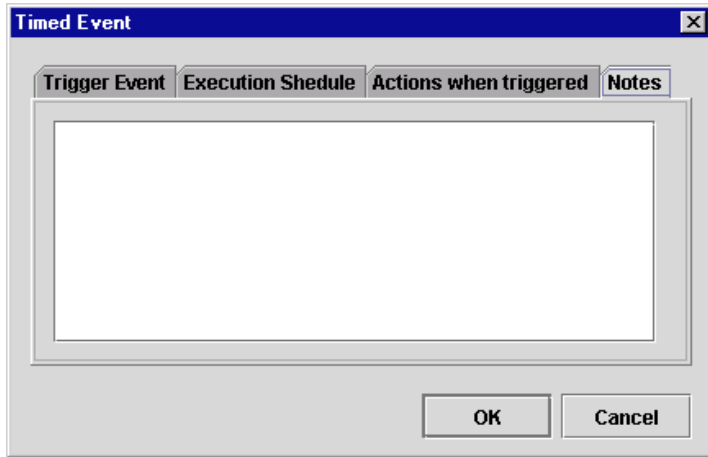 Timed Event
Trigger Event Execution Shedule Actions when triggered Notes
OK Cancel